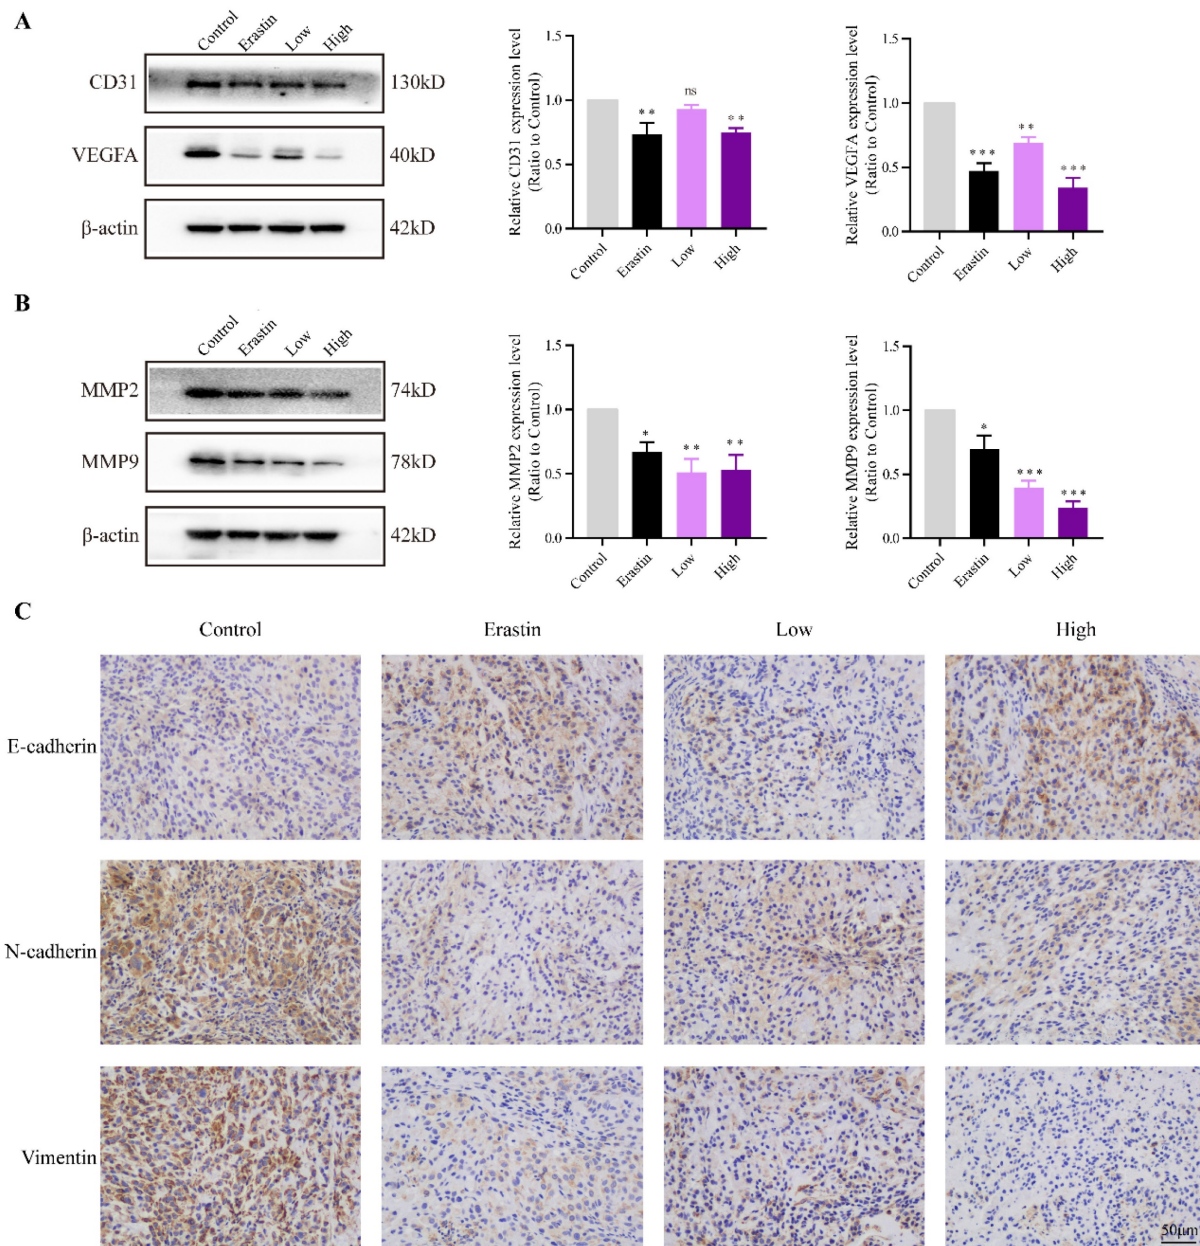 A
Control
Erastin
Low
High
CD31
130kD
VEGFA
40kD
β-actin
42kD
Relative CD31 expression level
(Ratio to Control)
1.5
1.0
0.5
0.0
**
ns
**
Control
Erastin
Low
High
Relative VEGFA expression level
(Ratio to Control)
1.5
1.0
0.5
0.0
***
**
***
Control
Erastin
Low
High
B
Control
Erastin
Low
High
MMP2
74kD
MMP9
78kD
β-actin
42kD
Relative MMP2 expression level
(Ratio to Control)
1.5
1.0
0.5
0.0
*
**
**
Control
Erastin
Low
High
Relative MMP9 expression level
(Ratio to Control)
1.5
1.0
0.5
0.0
*
***
***
Control
Erastin
Low
High
C
Control
Erastin
Low
High
E-cadherin
N-cadherin
Vimentin
50μm